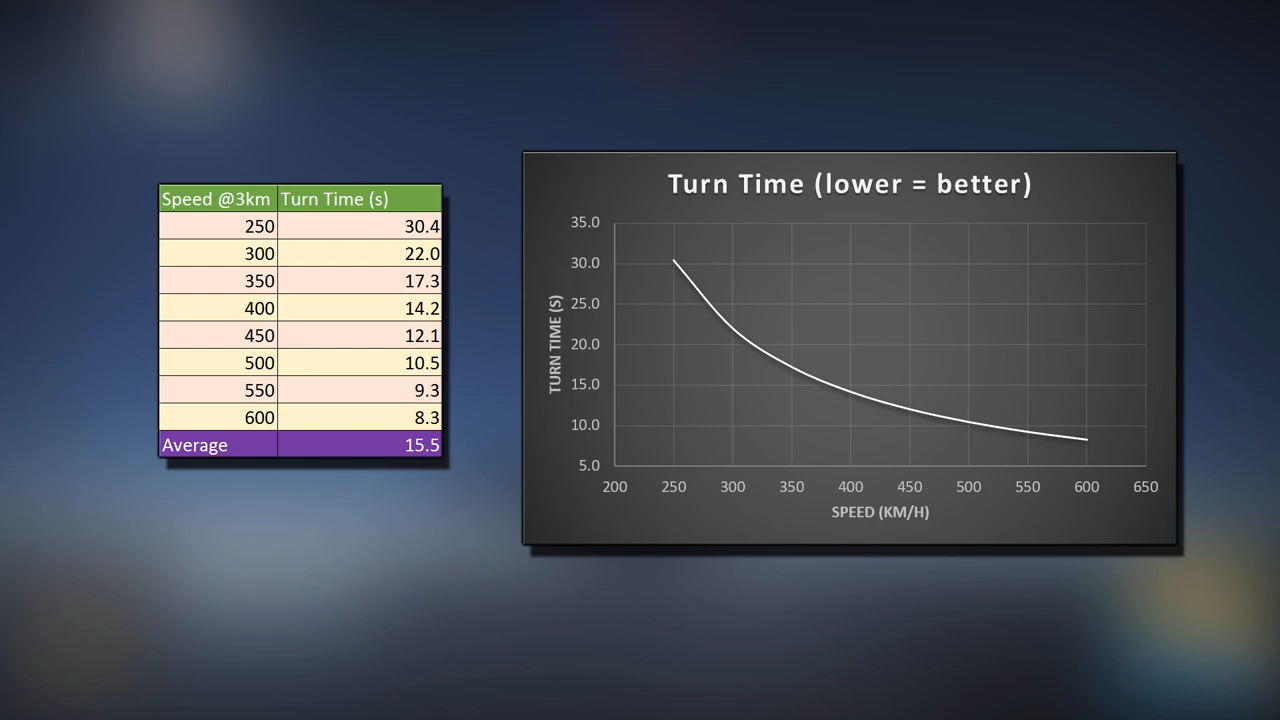 Speed @3km Turn Time (s)
250 30.4
300 22.0
350 17.3
400 14.2
450 12.1
500 10.5
550 9.3
600 8.3
Average 15.5
Turn Time (lower = better)
35.0
30.0
25.0
20.0
15.0
10.0
5.0
TURN TIME (S)
200 250 300 350 400 450 500 550 600 650
SPEED (KM/H)